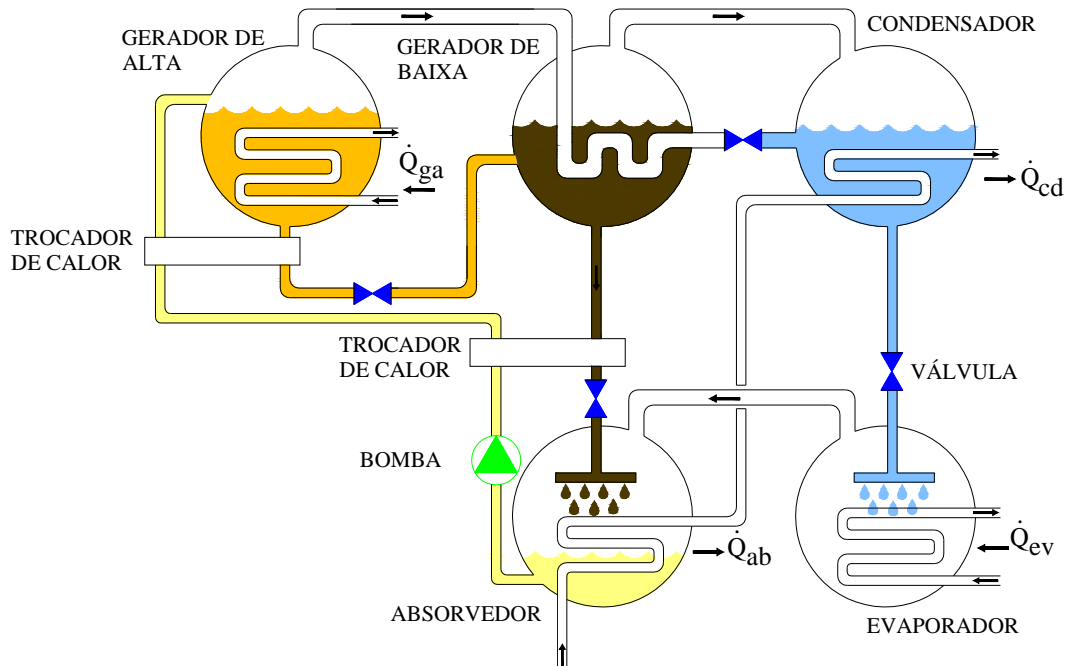 GERADOR DE
ALTA
GERADOR DE
BAIXA
CONDENSADOR
Q̇ga
Q̇cd
TROCADOR
DE CALOR
TROCADOR
DE CALOR
VÁLVULA
BOMBA
Q̇ab
Q̇ev
ABSORVEDOR
EVAPORADOR